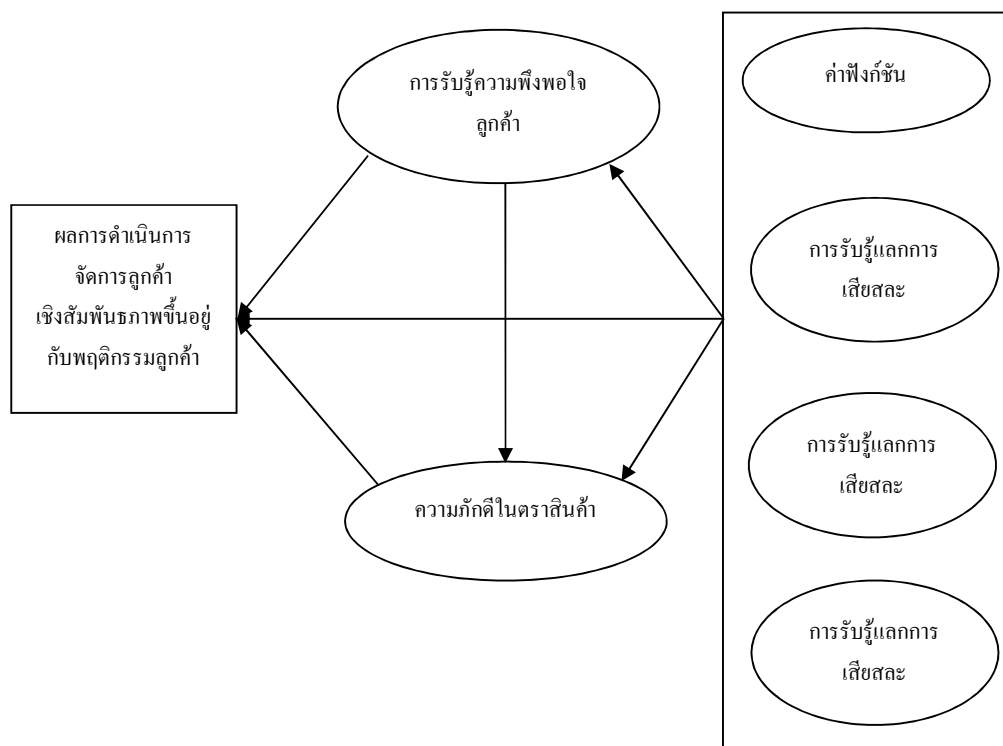 การรับรู้ความพึงพอใจ
ลูกค้า
ค่าฟังก์ชัน
ผลการดำเนินการ
จัดการลูกค้า
เชิงสัมพันธภาพขึ้นอยู่
กับพฤติกรรมลูกค้า
การรับรู้แลกการ
เสียสละ
การรับรู้แลกการ
เสียสละ
ความภักดีในตราสินค้า
การรับรู้แลกการ
เสียสละ